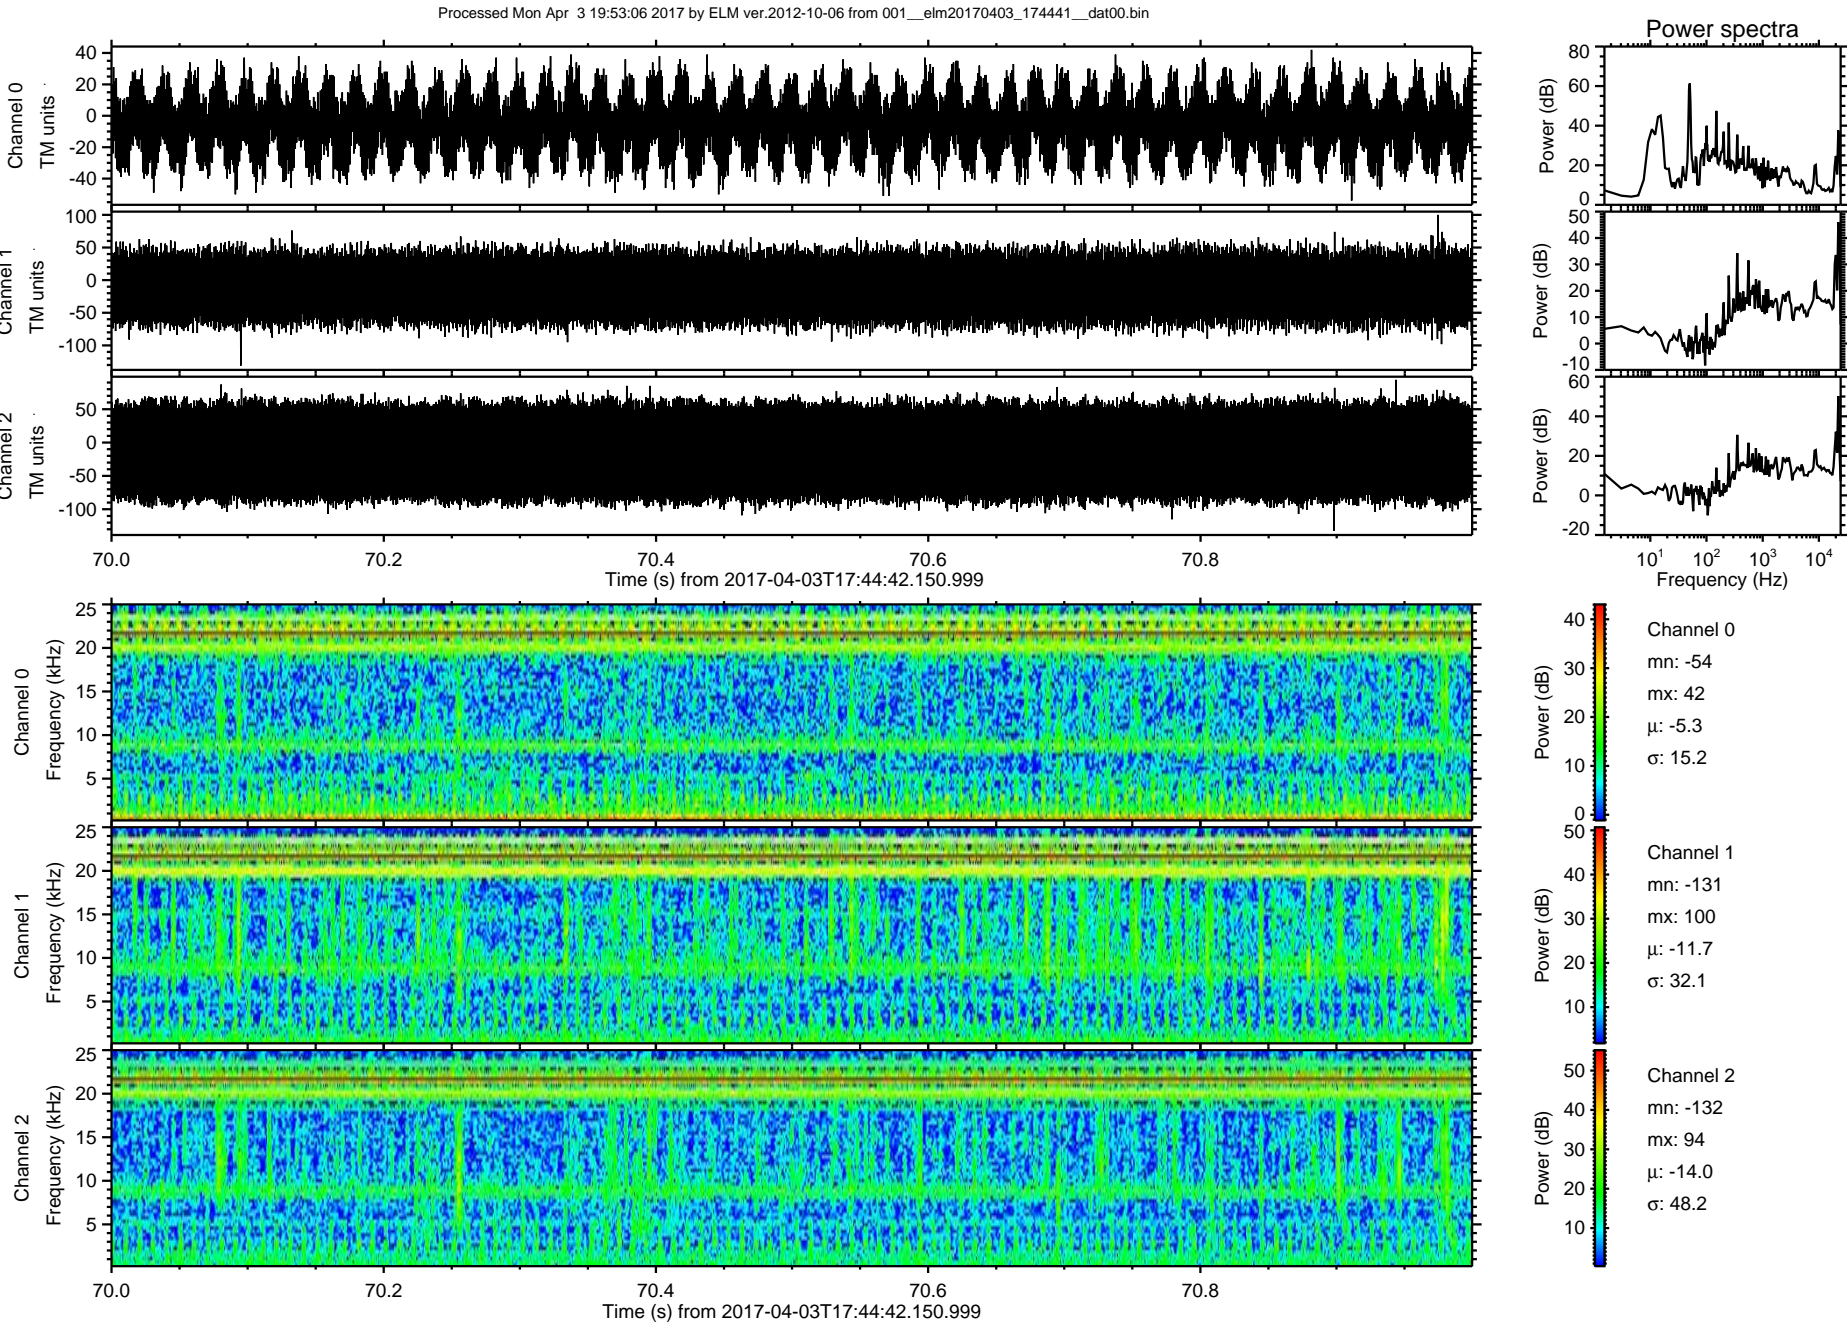 Processed Mon Apr  3 19:53:06 2017 by ELM ver.2012-10-06 from 001__elm20170403_174441__dat00.bin
Power spectra
Channel 0
TM units
40
20
0
-20
-40
Power (dB)
80
60
40
20
0
Channel 1
TM units
100
50
0
-50
-100
Power (dB)
50
40
30
20
10
0
-10
Channel 2
TM units
50
0
-50
-100
Power (dB)
60
40
20
0
-20
70.0 70.2 70.4 70.6 70.8
Time (s) from 2017-04-03T17:44:42.150.999
10^1 10^2 10^3 10^4
Frequency (Hz)
Channel 0
Frequency (kHz)
25
20
15
10
5
Power (dB)
40
30
20
10
0
Channel 0
mn: -54
mx: 42
μ: -5.3
σ: 15.2
Channel 1
Frequency (kHz)
25
20
15
10
5
Power (dB)
50
40
30
20
10
Channel 1
mn: -131
mx: 100
μ: -11.7
σ: 32.1
Channel 2
Frequency (kHz)
25
20
15
10
5
Power (dB)
50
40
30
20
10
Channel 2
mn: -132
mx: 94
μ: -14.0
σ: 48.2
70.0 70.2 70.4 70.6 70.8
Time (s) from 2017-04-03T17:44:42.150.999